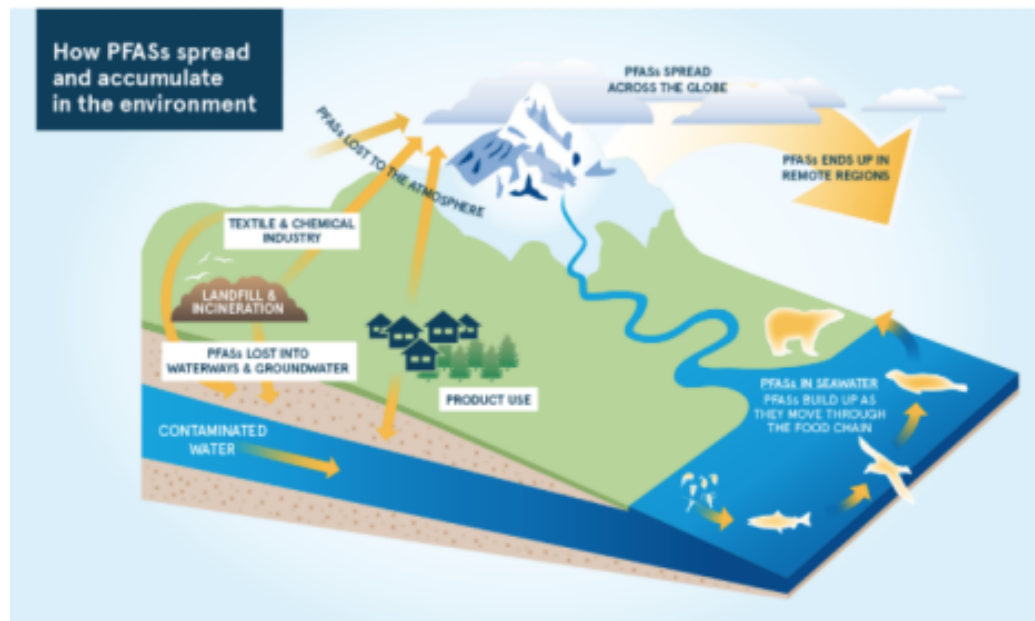 How PFASs spread
and accumulate
in the environment
PFASs SPREAD
ACROSS THE GLOBE
PFASs LOST TO THE ATMOSPHERE
PFASs ENDS UP IN
REMOTE REGIONS
TEXTILE & CHEMICAL
INDUSTRY
LANDFILL &
INCINERATION
PFASs LOST INTO
WATERWAYS & GROUNDWATER
PRODUCT USE
CONTAMINATED
WATER
PFASs IN SEAWATER
PFASs BUILD UP AS
THEY MOVE THROUGH
THE FOOD CHAIN